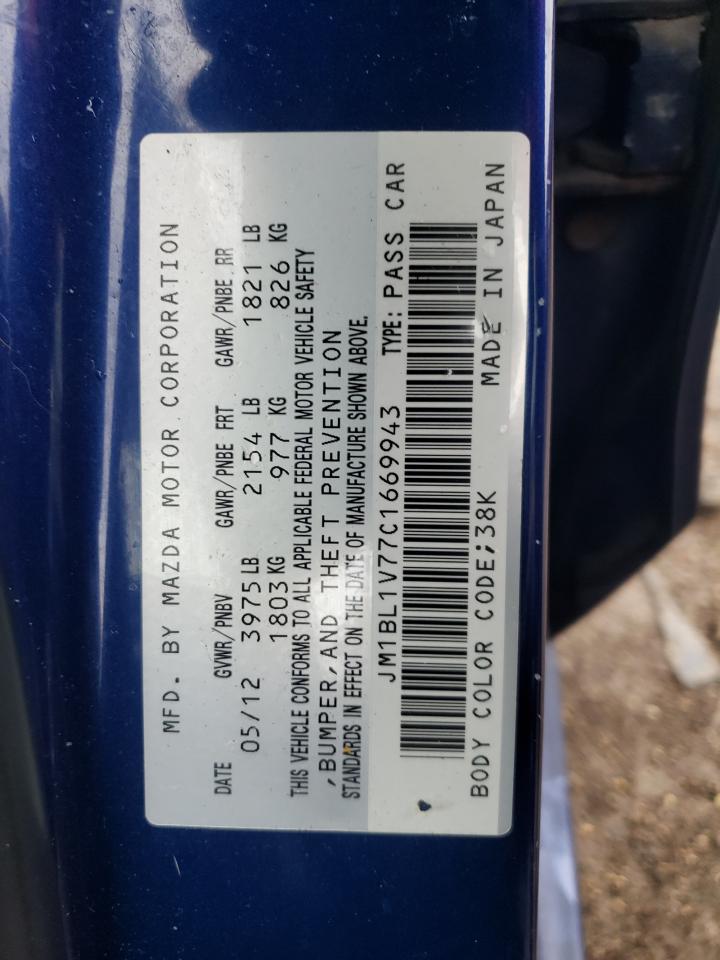 MFD. BY MAZDA MOTOR CORPORATION
DATE GVWR/PNBV GAWR/PNBE FRT GAWR/PNBE RR
05/12 3975 LB 2154 LB 1821 LB
1803 KG 977 KG 826 KG
THIS VEHICLE CONFORMS TO ALL APPLICABLE FEDERAL MOTOR VEHICLE SAFETY
,BUMPER,AND THEFT PREVENTION
STANDARDS IN EFFECT ON THE DATE OF MANUFACTURE SHOWN ABOVE.
JM1BL1V77C1669943 TYPE: PASS CAR
BODY COLOR CODE;38K MADE IN JAPAN